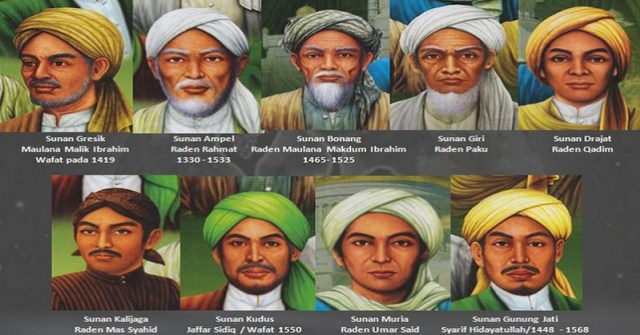 Sunan Gresik
Maulana Malik Ibrahim
Wafat pada 1419
Sunan Ampel
Raden Rahmat
1330 - 1533
Sunan Bonang
Raden Maulana Makdum Ibrahim
1465- 1525
Sunan Giri
Raden Paku
Sunan Drajat
Raden Qadim
Sunan Kalijaga
Raden Mas Syahid
Sunan Kudus
Jaffar Sidiq / Wafat 1550
Sunan Muria
Raden Umar Said
Sunan Gunung Jati
Syarif Hidayatullah/1448 - 1568